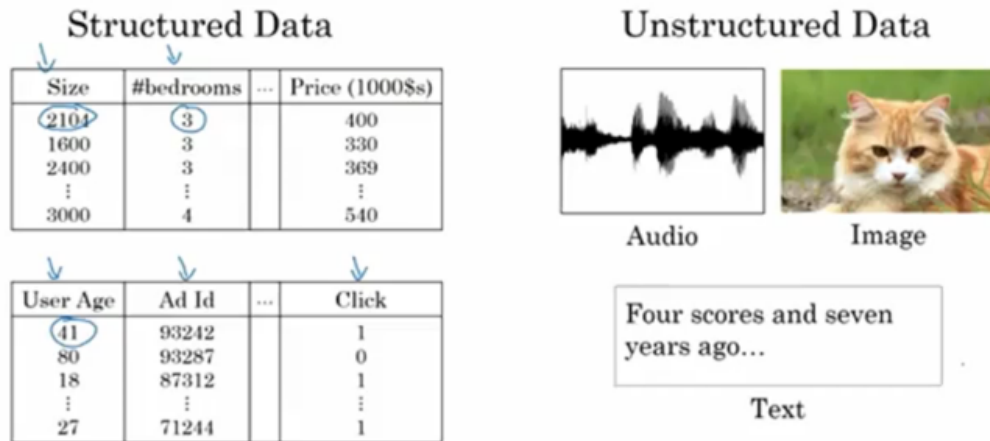 Structured Data
Size #bedrooms ... Price (1000$s)
2104 3 400
1600 3 330
2400 3 369
⋮ ⋮ ⋮
3000 4 540
User Age Ad Id ... Click
41 93242 1
80 93287 0
18 87312 1
⋮ ⋮ ⋮
27 71244 1
Unstructured Data
Audio
Image
Four scores and seven
years ago...
Text